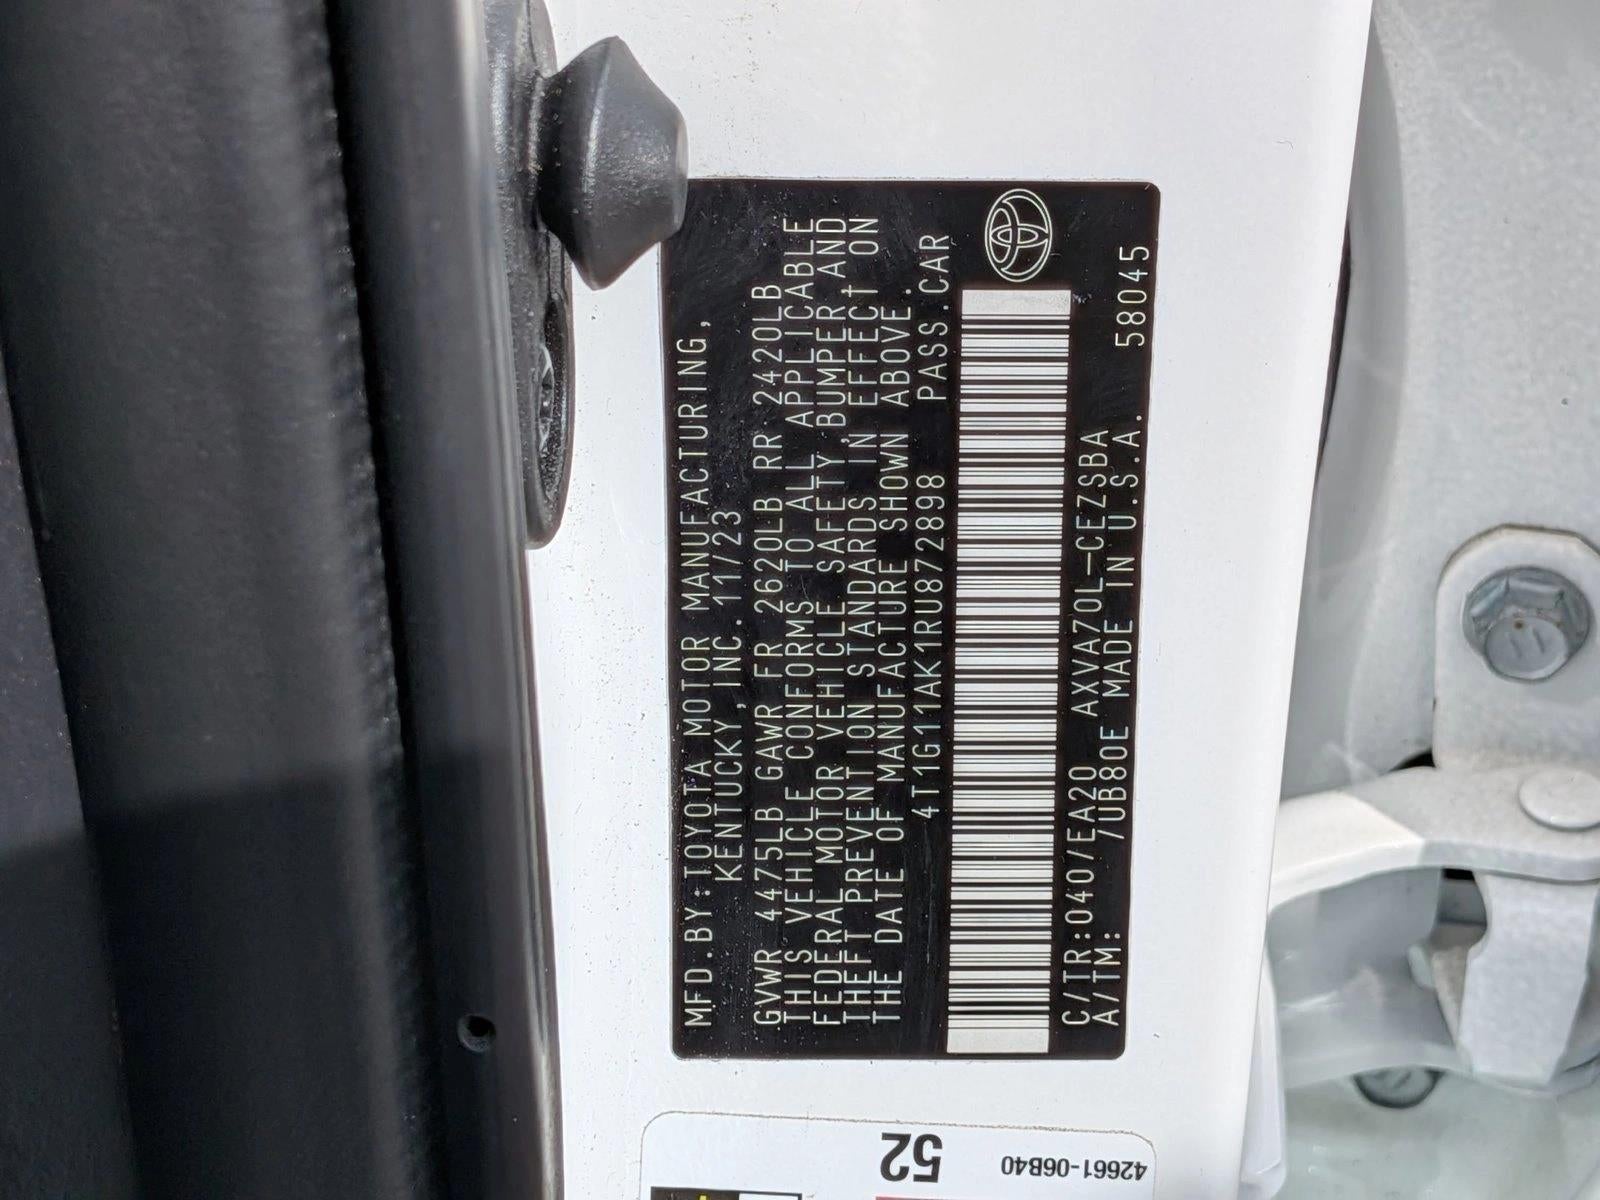 MFD.BY:TOYOTA MOTOR MANUFACTURING,
KENTUCKY,INC. 11/23
GVWR 4475LB GAWR FR 2620LB RR 2420LB
THIS VEHICLE CONFORMS TO ALL APPLICABLE
FEDERAL MOTOR VEHICLE SAFETY,BUMPER,AND
THEFT PREVENTION STANDARDS IN EFFECT ON
THE DATE OF MANUFACTURE SHOWN ABOVE.
4T1G11AK1RU872898 PASS.CAR
C/TR:040/EA20 AXVA70L-CEZSBA
A/TM: /UB80E MADE IN U.S.A. 58045
52
42661-06B40